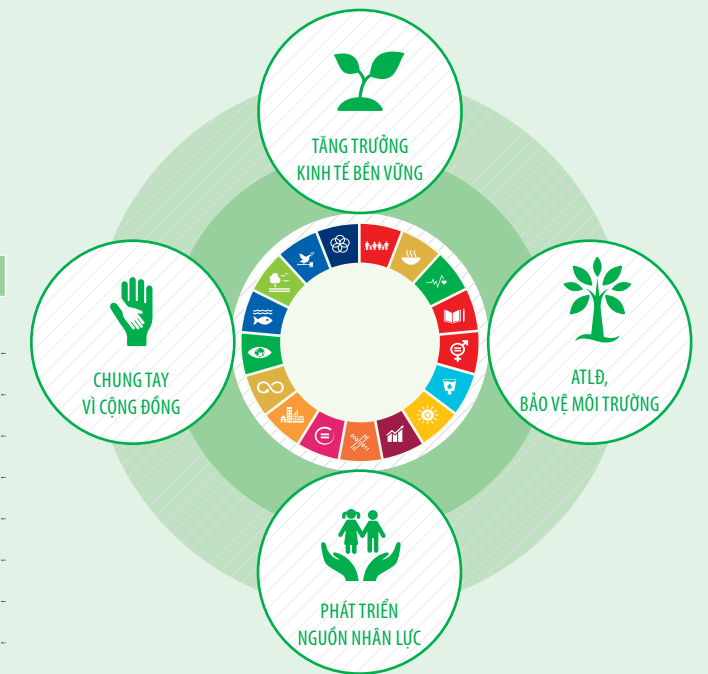 TĂNG TRƯỞNG
KINH TẾ BỀN VỮNG
CHUNG TAY
VÌ CỘNG ĐỒNG
ATLĐ,
BẢO VỆ MÔI TRƯỜNG
PHÁT TRIỂN
NGUỒN NHÂN LỰC